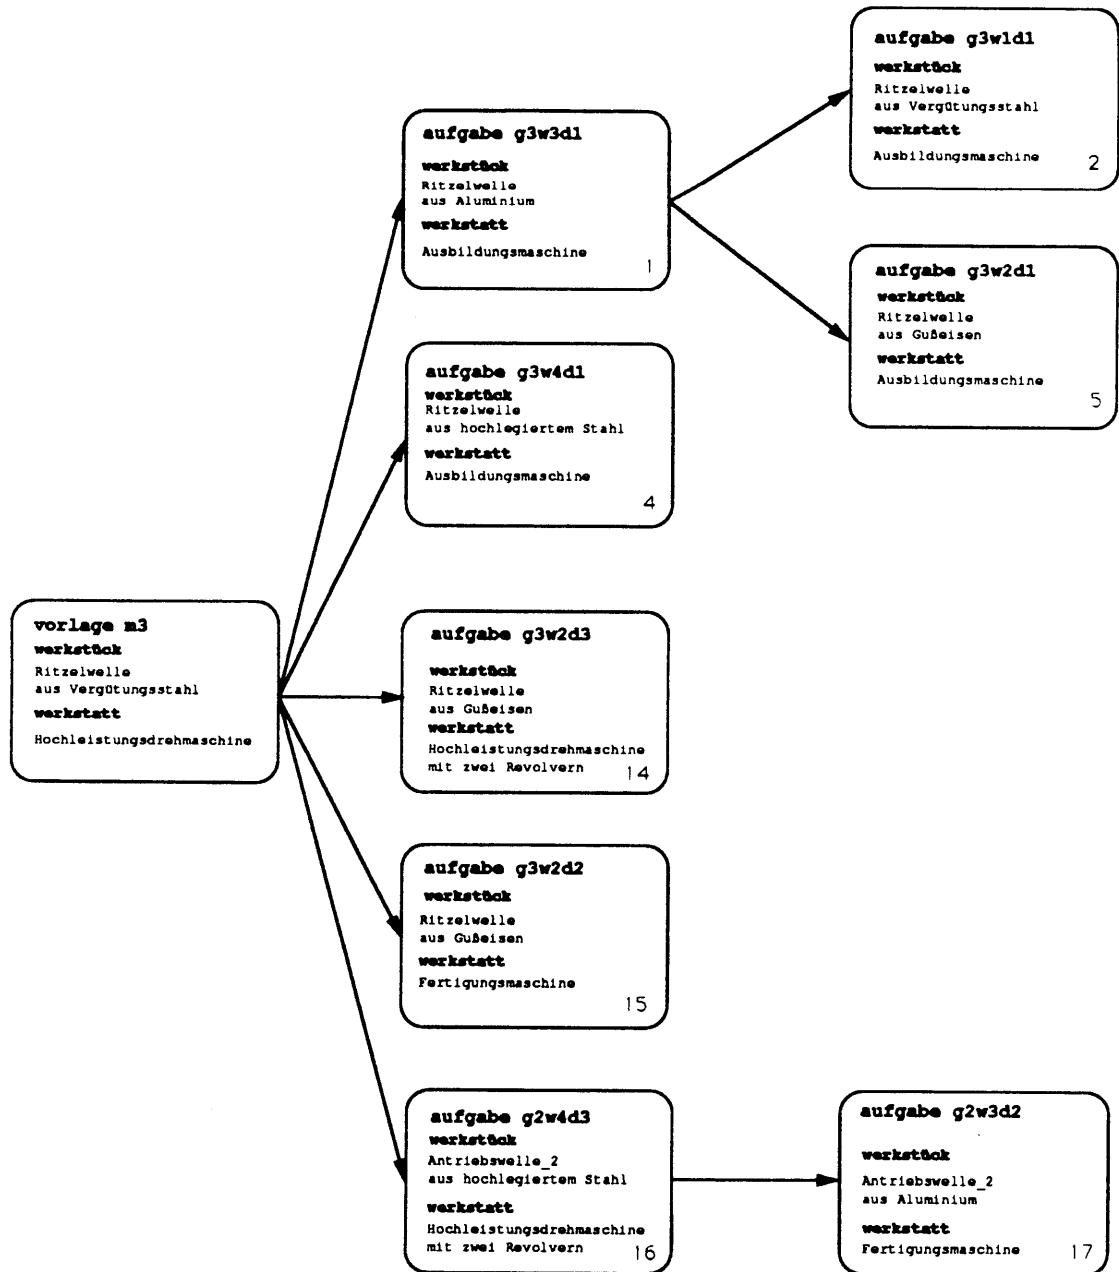 aufgabe g3w1d1
werkstück
Ritzelwelle
aus Vergütungsstahl
werkstatt
Ausbildungsmaschine
2
aufgabe g3w3d1
werkstück
Ritzelwelle
aus Aluminium
werkstatt
Ausbildungsmaschine
1
aufgabe g3w2d1
werkstück
Ritzelwelle
aus Gußeisen
werkstatt
Ausbildungsmaschine
5
aufgabe g3w4d1
werkstück
Ritzelwelle
aus hochlegiertem Stahl
werkstatt
Ausbildungsmaschine
4
vorlage m3
werkstück
Ritzelwelle
aus Vergütungsstahl
werkstatt
Hochleistungsdrehmaschine
aufgabe g3w2d3
werkstück
Ritzelwelle
aus Gußeisen
werkstatt
Hochleistungsdrehmaschine
mit zwei Revolvern
14
aufgabe g3w2d2
werkstück
Ritzelwelle
aus Gußeisen
werkstatt
Fertigungsmaschine
15
aufgabe g2w4d3
werkstück
Antriebswelle_2
aus hochlegiertem Stahl
werkstatt
Hochleistungsdrehmaschine
mit zwei Revolvern
16
aufgabe g2w3d2
werkstück
Antriebswelle_2
aus Aluminium
werkstatt
Fertigungsmaschine
17